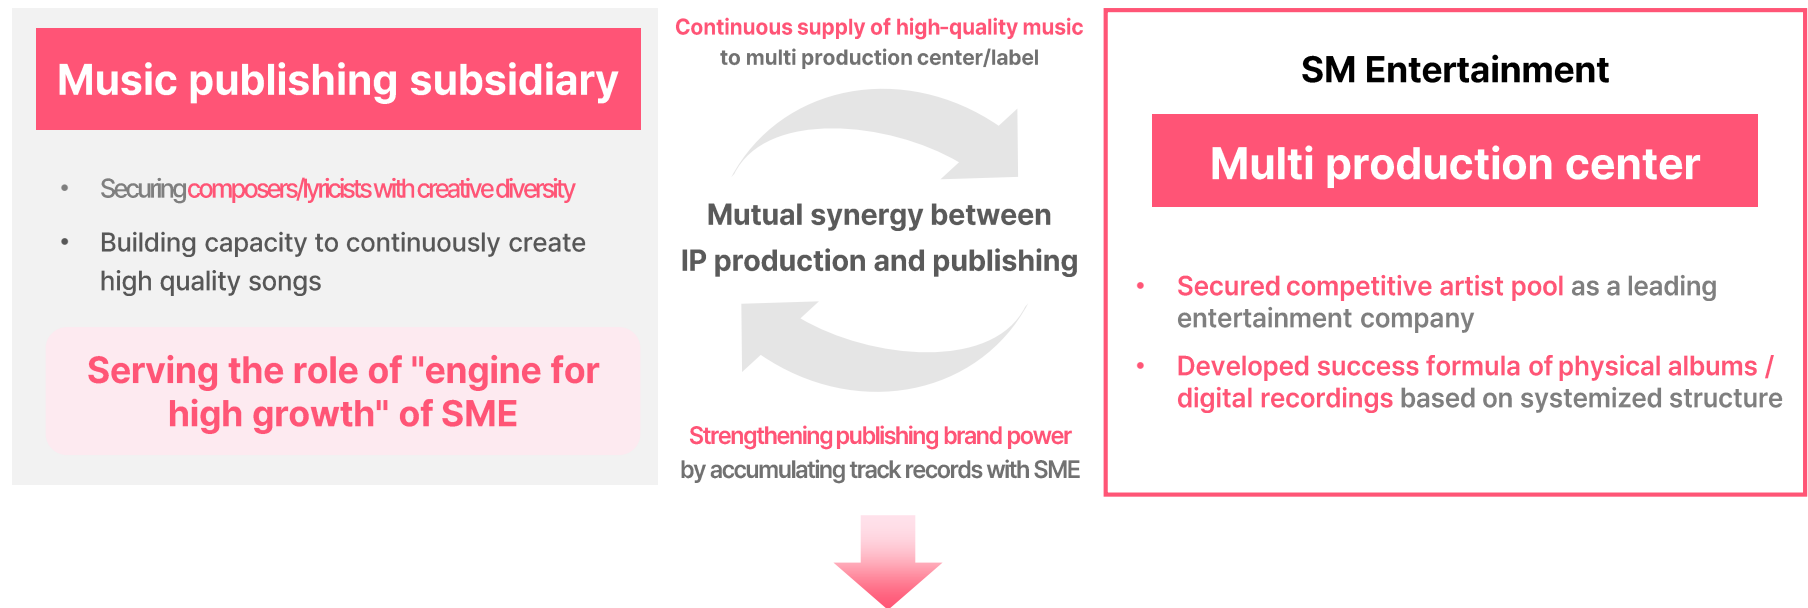 Music publishing subsidiary
• Securing composers/lyricists with creative diversity
• Building capacity to continuously create
high quality songs
Serving the role of "engine for
high growth" of SME
Continuous supply of high-quality music
to multi production center/label
Mutual synergy between
IP production and publishing
Strengthening publishing brand power
by accumulating track records with SME
SM Entertainment
Multi production center
• Secured competitive artist pool as a leading
entertainment company
• Developed success formula of physical albums /
digital recordings based on systemized structure